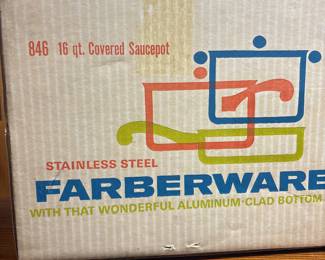 846 16 qt. Covered Saucepot
STAINLESS STEEL
FARBERWARE
WITH THAT WONDERFUL ALUMINUM-CLAD BOTTOM